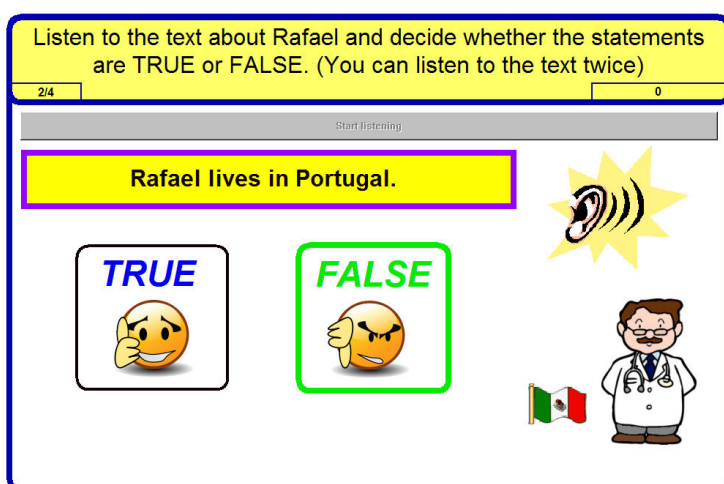 Listen to the text about Rafael and decide whether the statements
are TRUE or FALSE. (You can listen to the text twice)
2/4
0
Start listening
Rafael lives in Portugal.
TRUE
FALSE